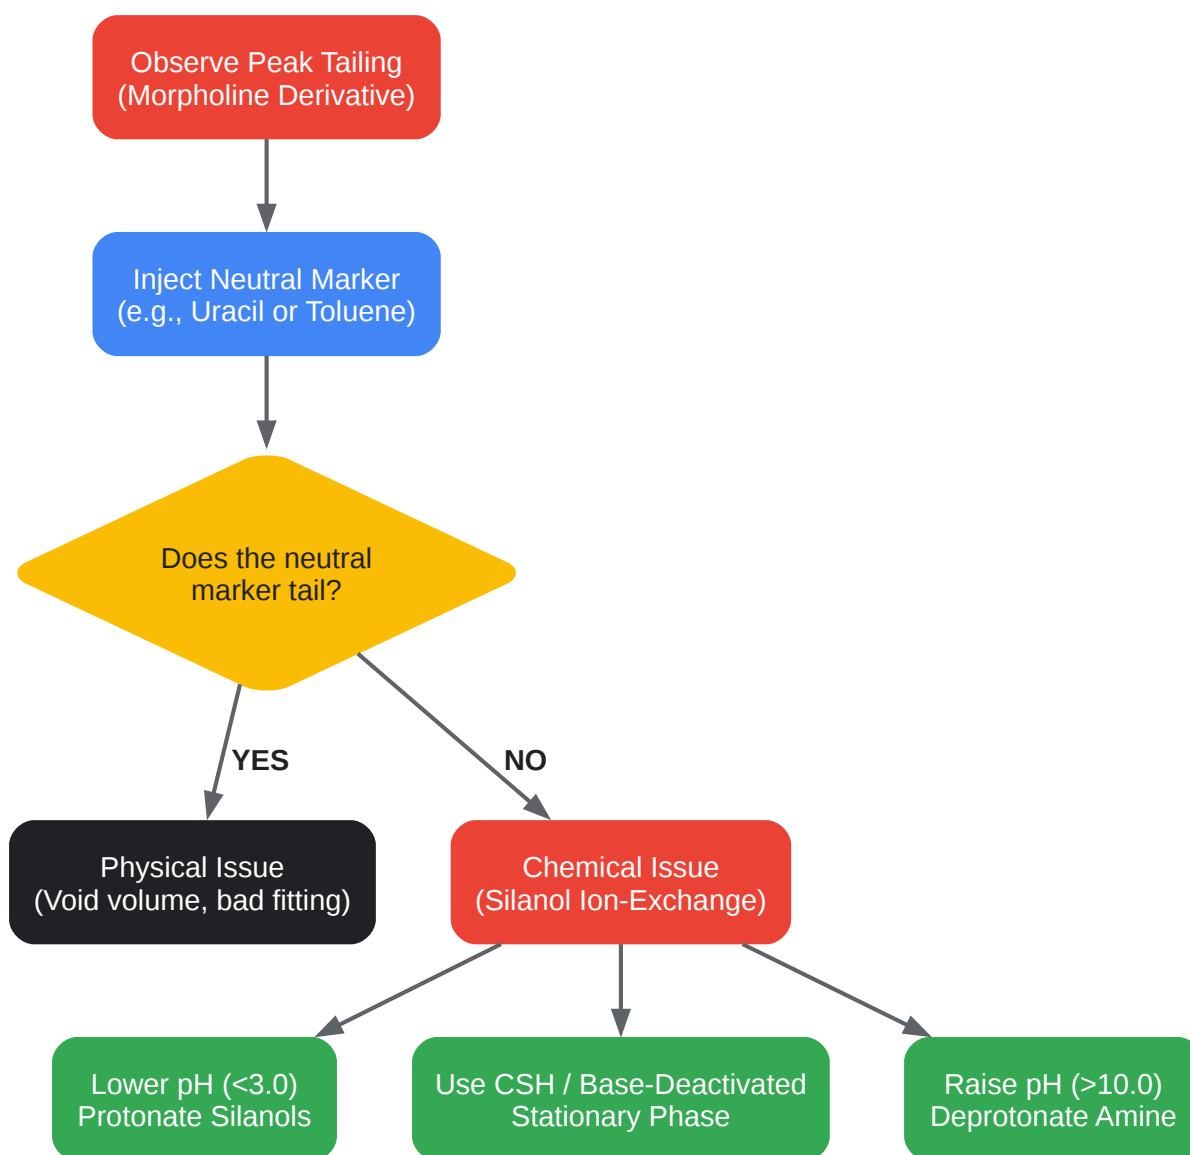 Observe Peak Tailing
(Morpholine Derivative)
Inject Neutral Marker
(e.g., Uracil or Toluene)
Does the neutral
marker tail?
YES
NO
Physical Issue
(Void volume, bad fitting)
Chemical Issue
(Silanol Ion-Exchange)
Lower pH (<3.0)
Protonate Silanols
Use CSH / Base-Deactivated
Stationary Phase
Raise pH (>10.0)
Deprotonate Amine